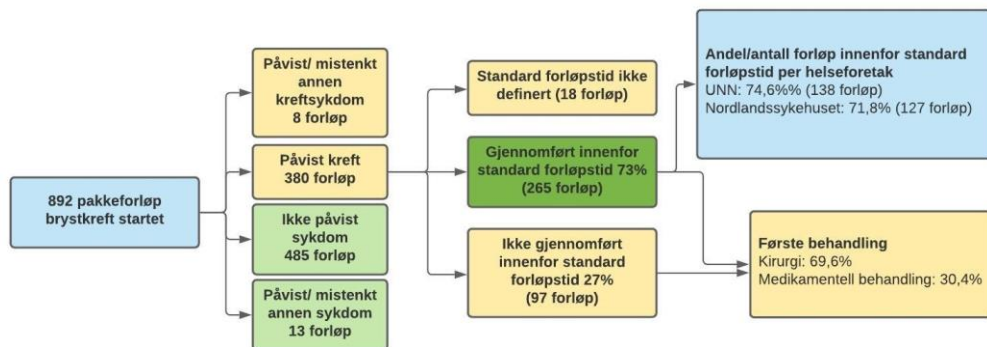 892 pakkeforløp
brystkreft startet
Påvist/ mistenkt
annen
kreftsykdom
8 forløp
Påvist kreft
380 forløp
Ikke påvist
sykdom
485 forløp
Påvist/ mistenkt
annen sykdom
13 forløp
Standard forløpstid ikke
definert (18 forløp)
Gjennomført innenfor
standard forløpstid 73%
(265 forløp)
Ikke gjennomført
innenfor standard
forløpstid 27%
(97 forløp)
Andel/antall forløp innenfor standard
forløpstid per helseforetak
UNN: 74,6%% (138 forløp)
Nordlandssykehuset: 71,8% (127 forløp)
Første behandling
Kirurgi: 69,6%
Medikamentell behandling: 30,4%